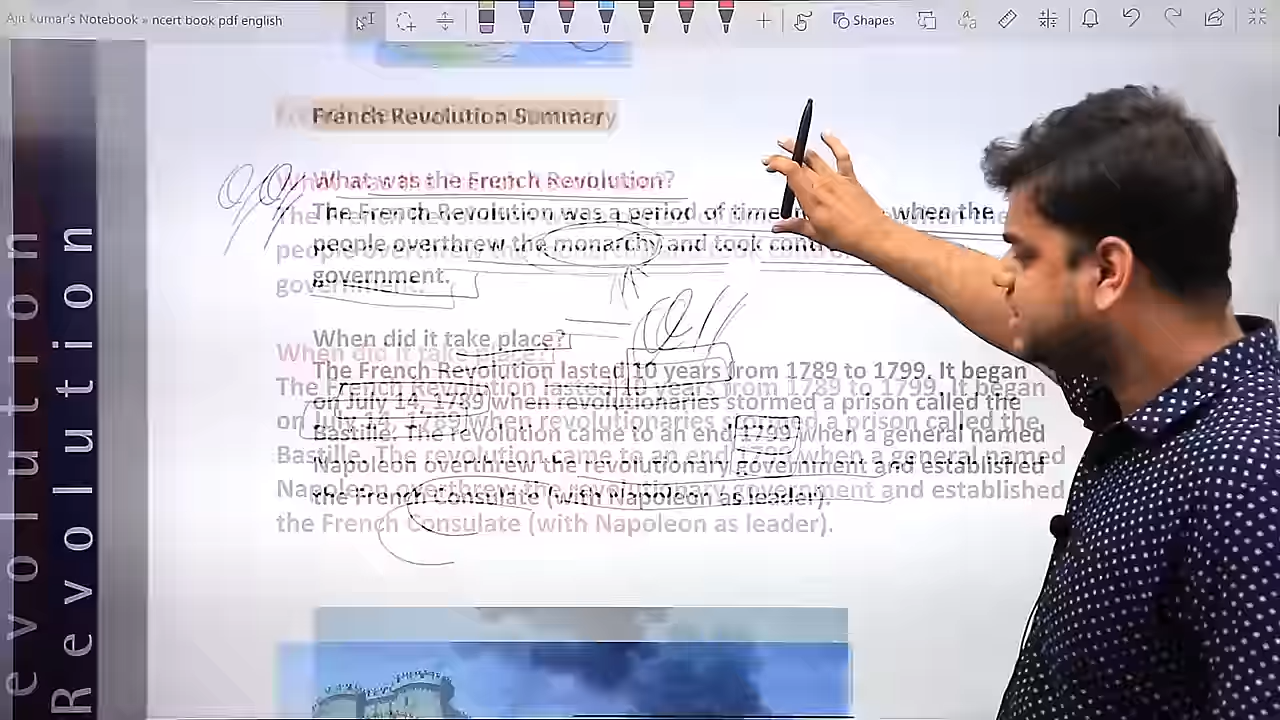 Ajit kumar's Notebook » ncert book pdf english
Shapes
French Revolution Summary
What was the French Revolution?
The French Revolution was a period of time when the
people overthrew the monarchy and took
government.
When did it take place?
The French Revolution lasted 10 years from 1789 to 1799. It began
on July 14, 1789 when revolutionaries stormed a prison called the
Bastille. The revolution came to an end 1799 when a general named
Napoleon overthrew the revolutionary government and established
the French Consulate (with Napoleon as leader).
Revolution